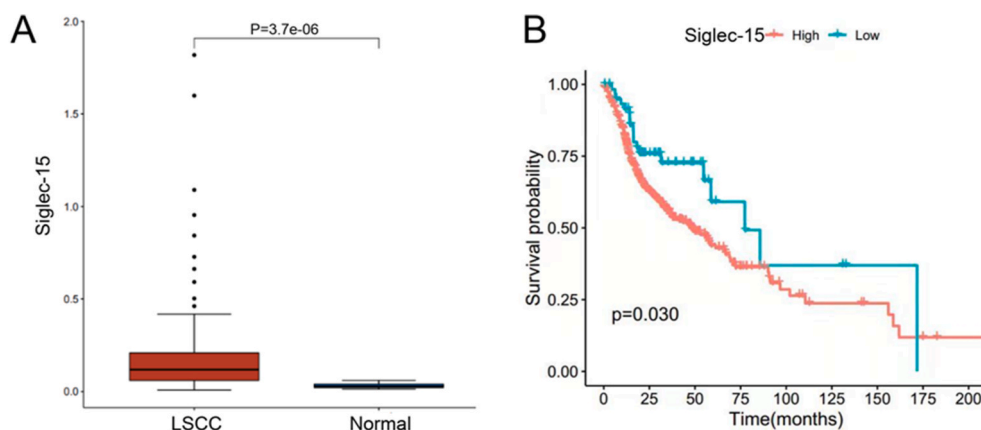 A
P=3.7e-06
Siglec-15
2.0
1.5
1.0
0.5
0.0
LSCC Normal
B
Siglec-15 High Low
Survival probability
1.00
0.75
0.50
0.25
0.00
p=0.030
0 25 50 75 100 125 150 175 200
Time(months)